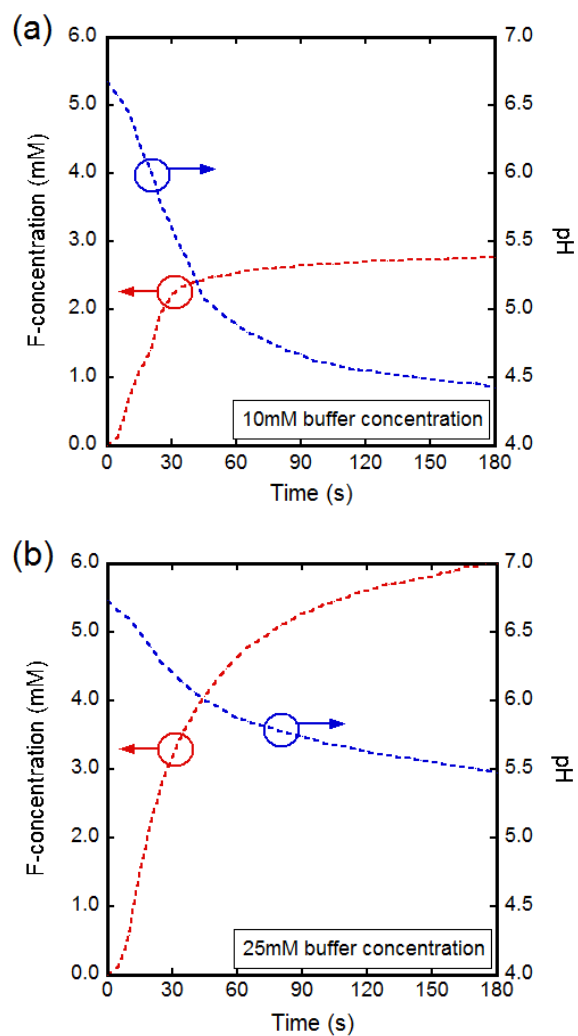 (a)
6.0
5.0
4.0
3.0
2.0
1.0
0.0
F-concentration (mM)
7.0
6.5
6.0
5.5
5.0
4.5
4.0
pH
10mM buffer concentration
0 30 60 90 120 150 180
Time (s)
(b)
6.0
5.0
4.0
3.0
2.0
1.0
0.0
F-concentration (mM)
7.0
6.5
6.0
5.5
5.0
4.5
4.0
pH
25mM buffer concentration
0 30 60 90 120 150 180
Time (s)